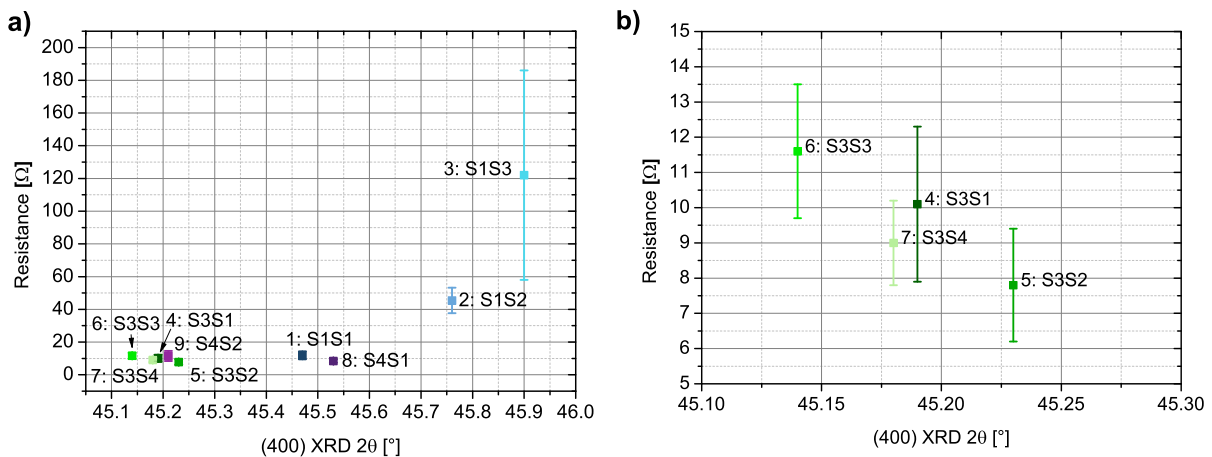 a)
200
180
160
140
120
100
80
60
40
20
0
Resistance [Ω]
3: S1S3
2: S1S2
6: S3S3
4: S3S1
9: S4S2
1: S1S1
8: S4S1
7: S3S4
5: S3S2
45.1 45.2 45.3 45.4 45.5 45.6 45.7 45.8 45.9 46.0
(400) XRD 2θ [°]
b)
15
14
13
12
11
10
9
8
7
6
5
Resistance [Ω]
6: S3S3
4: S3S1
7: S3S4
5: S3S2
45.10 45.15 45.20 45.25 45.30
(400) XRD 2θ [°]